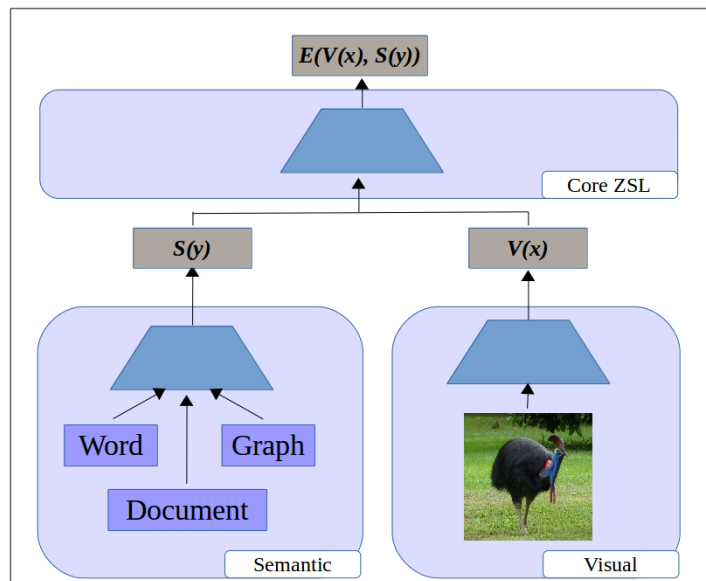 E(V(x), S(y))
Core ZSL
S(y)
V(x)
Word
Graph
Document
Semantic
Visual